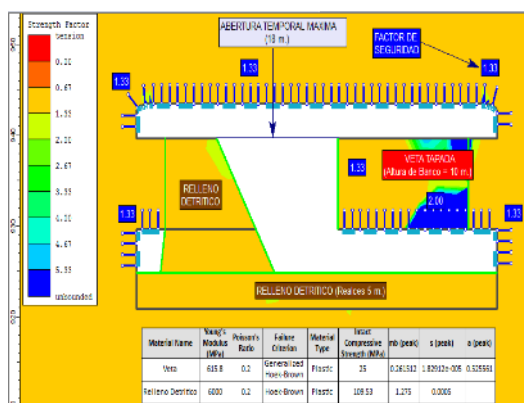 Strength Factor
tension
0.00
0.67
1.33
2.00
2.67
3.33
4.00
4.67
5.33
unbounded
ABERTURA TEMPORAL MAXIMA
(13 m.)
FACTOR DE
SEGURIDAD
1.33
1.33
1.33
1.33
VETA TAPADA
(Altura de Banco = 10 m.)
RELLENO
DETRITICO
2.00
1.33
1.33
RELLENO DETRITICO (Realces 5 m.)
Material Name
Young's Modulus (MPa)
Poisson's Ratio
Failure Criterion
Material Type
Intact Compressive Strength (MPa)
mb (peak)
s (peak)
a (peak)
Veta 615.8 0.2 Generalized Hoek-Brown Plastic 25
Relleno Detritico 6000 0.2 Hoek-Brown Plastic 109.53 1.275 0.0005